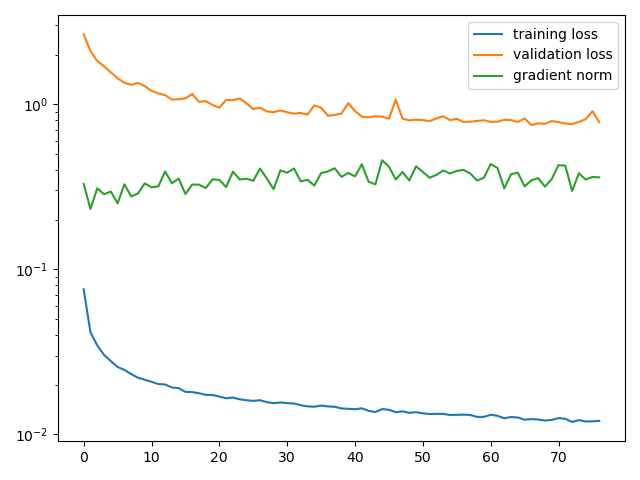 training loss
validation loss
gradient norm
10⁰
10⁻¹
10⁻²
0 10 20 30 40 50 60 70